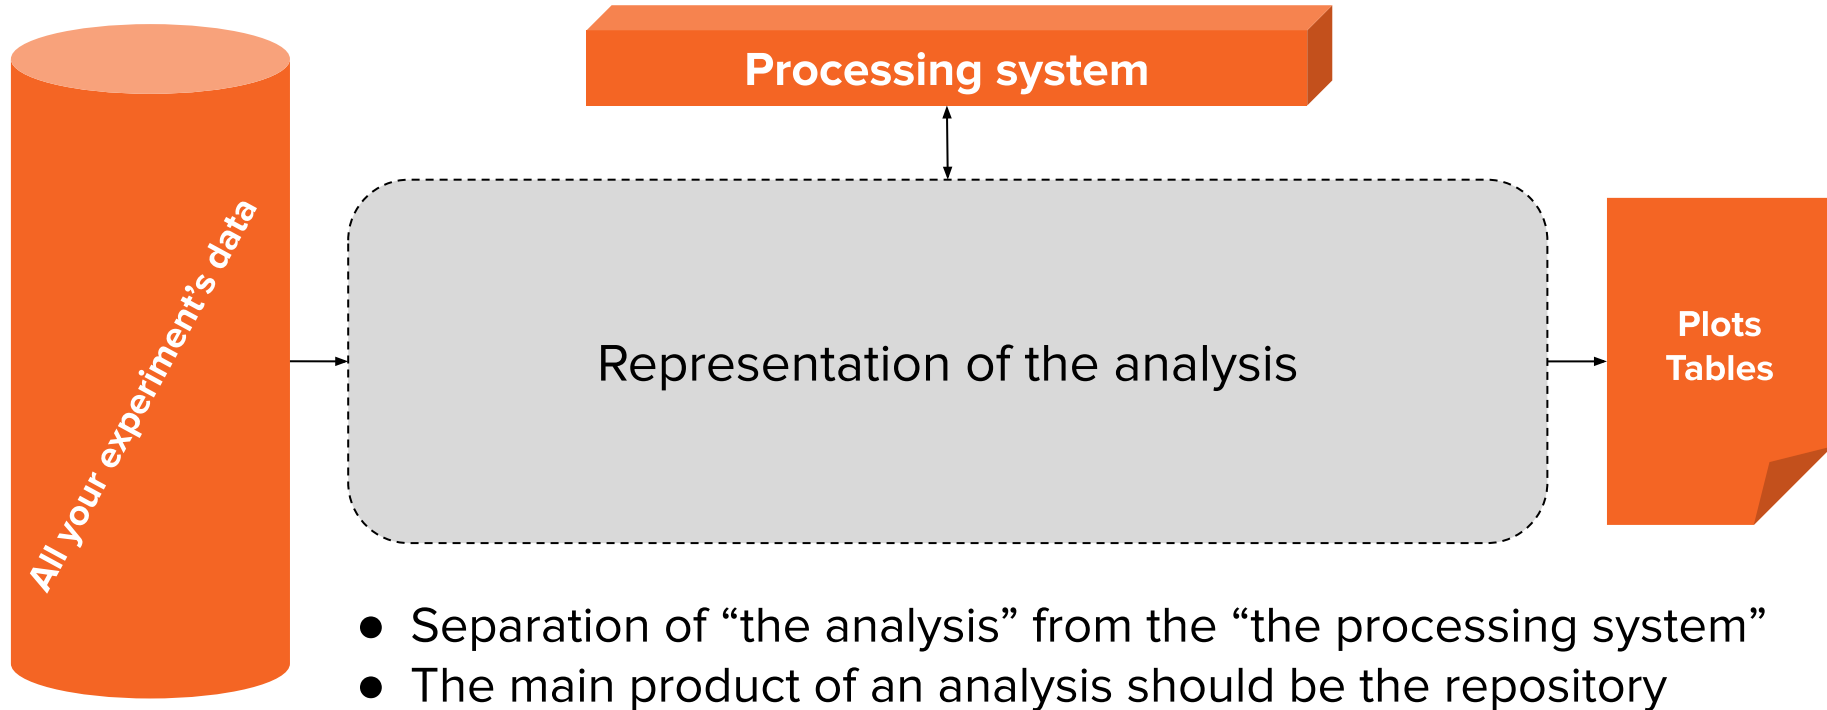 Processing system
All your experiment’s data
Representation of the analysis
Plots
Tables
● Separation of “the analysis” from the “the processing system”
● The main product of an analysis should be the repository